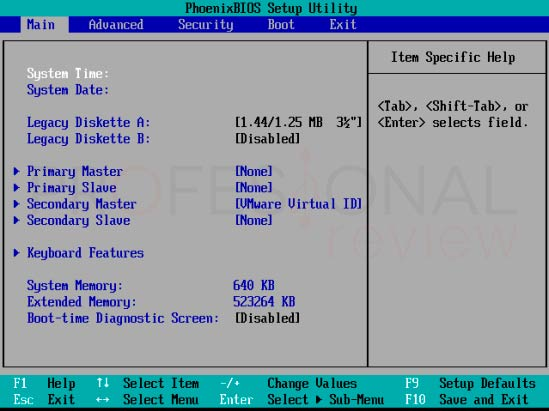 PhoenixBIOS Setup Utility
Main Advanced Security Boot Exit
Item Specific Help
System Time:
System Date:
<Tab>, <Shift-Tab>, or
<Enter> selects field.
Legacy Diskette A: [1.44/1.25 MB 3½"]
Legacy Diskette B: [Disabled]
▶ Primary Master [None]
▶ Primary Slave [None]
▶ Secondary Master [VMware Virtual ID]
▶ Secondary Slave [None]
PROFESIONAL
review
▶ Keyboard Features
System Memory: 640 KB
Extended Memory: 523264 KB
Boot-time Diagnostic Screen: [Disabled]
F1 Help ↑↓ Select Item -/+ Change Values F9 Setup Defaults
Esc Exit ↔ Select Menu Enter Select ▶ Sub-Menu F10 Save and Exit